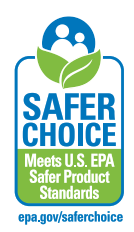 SAFER
CHOICE
Meets U.S. EPA
Safer Product
Standards
epa.gov/saferchoice